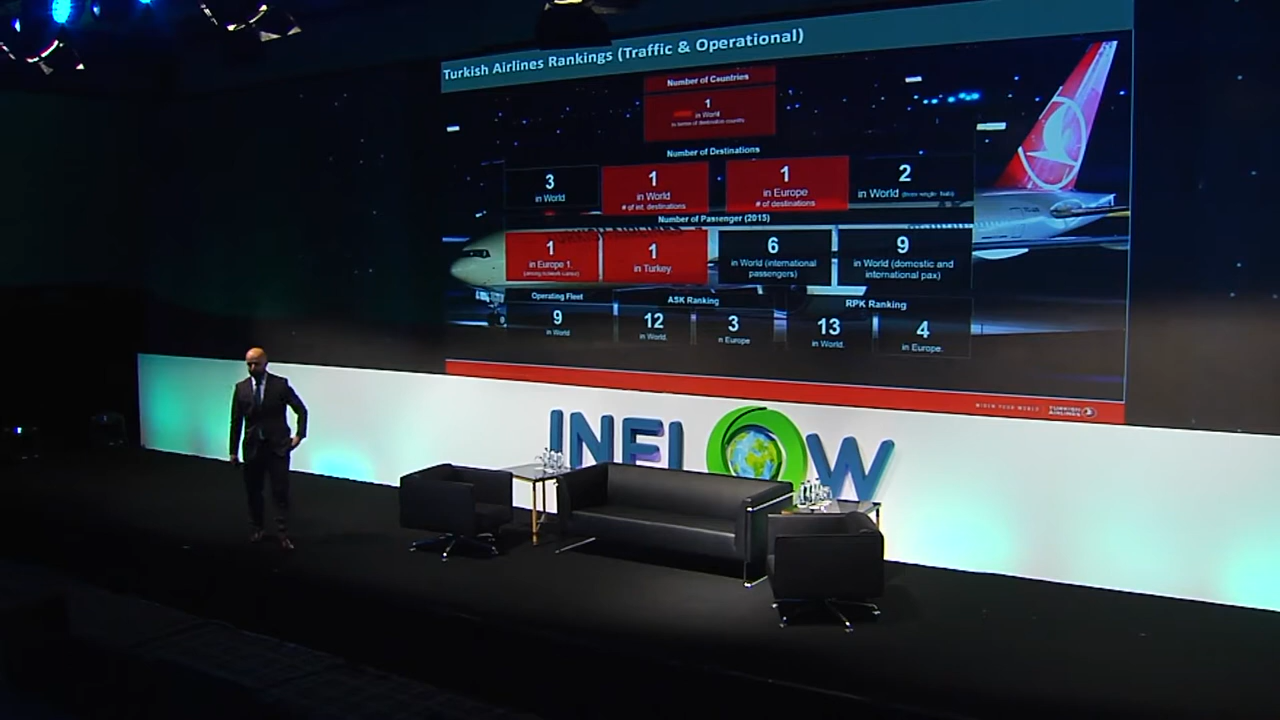 Turkish Airlines Rankings (Traffic & Operational)
Number of Countries
1
in World
in terms of destination country
Number of Destinations
3
in World
1
in World
# of int. destinations
1
in Europe
# of destinations
2
in World
Number of Passenger (2015)
1
in Europe 1.
1
in Turkey.
6
in World (international
passengers)
9
in World (domestic and
international pax)
Operating Fleet
ASK Ranking
RPK Ranking
9
in World
12
in World.
3
in Europe
13
in World.
4
in Europe.
WIDEN YOUR WORLD
TURKISH
AIRLINES
INFLOW